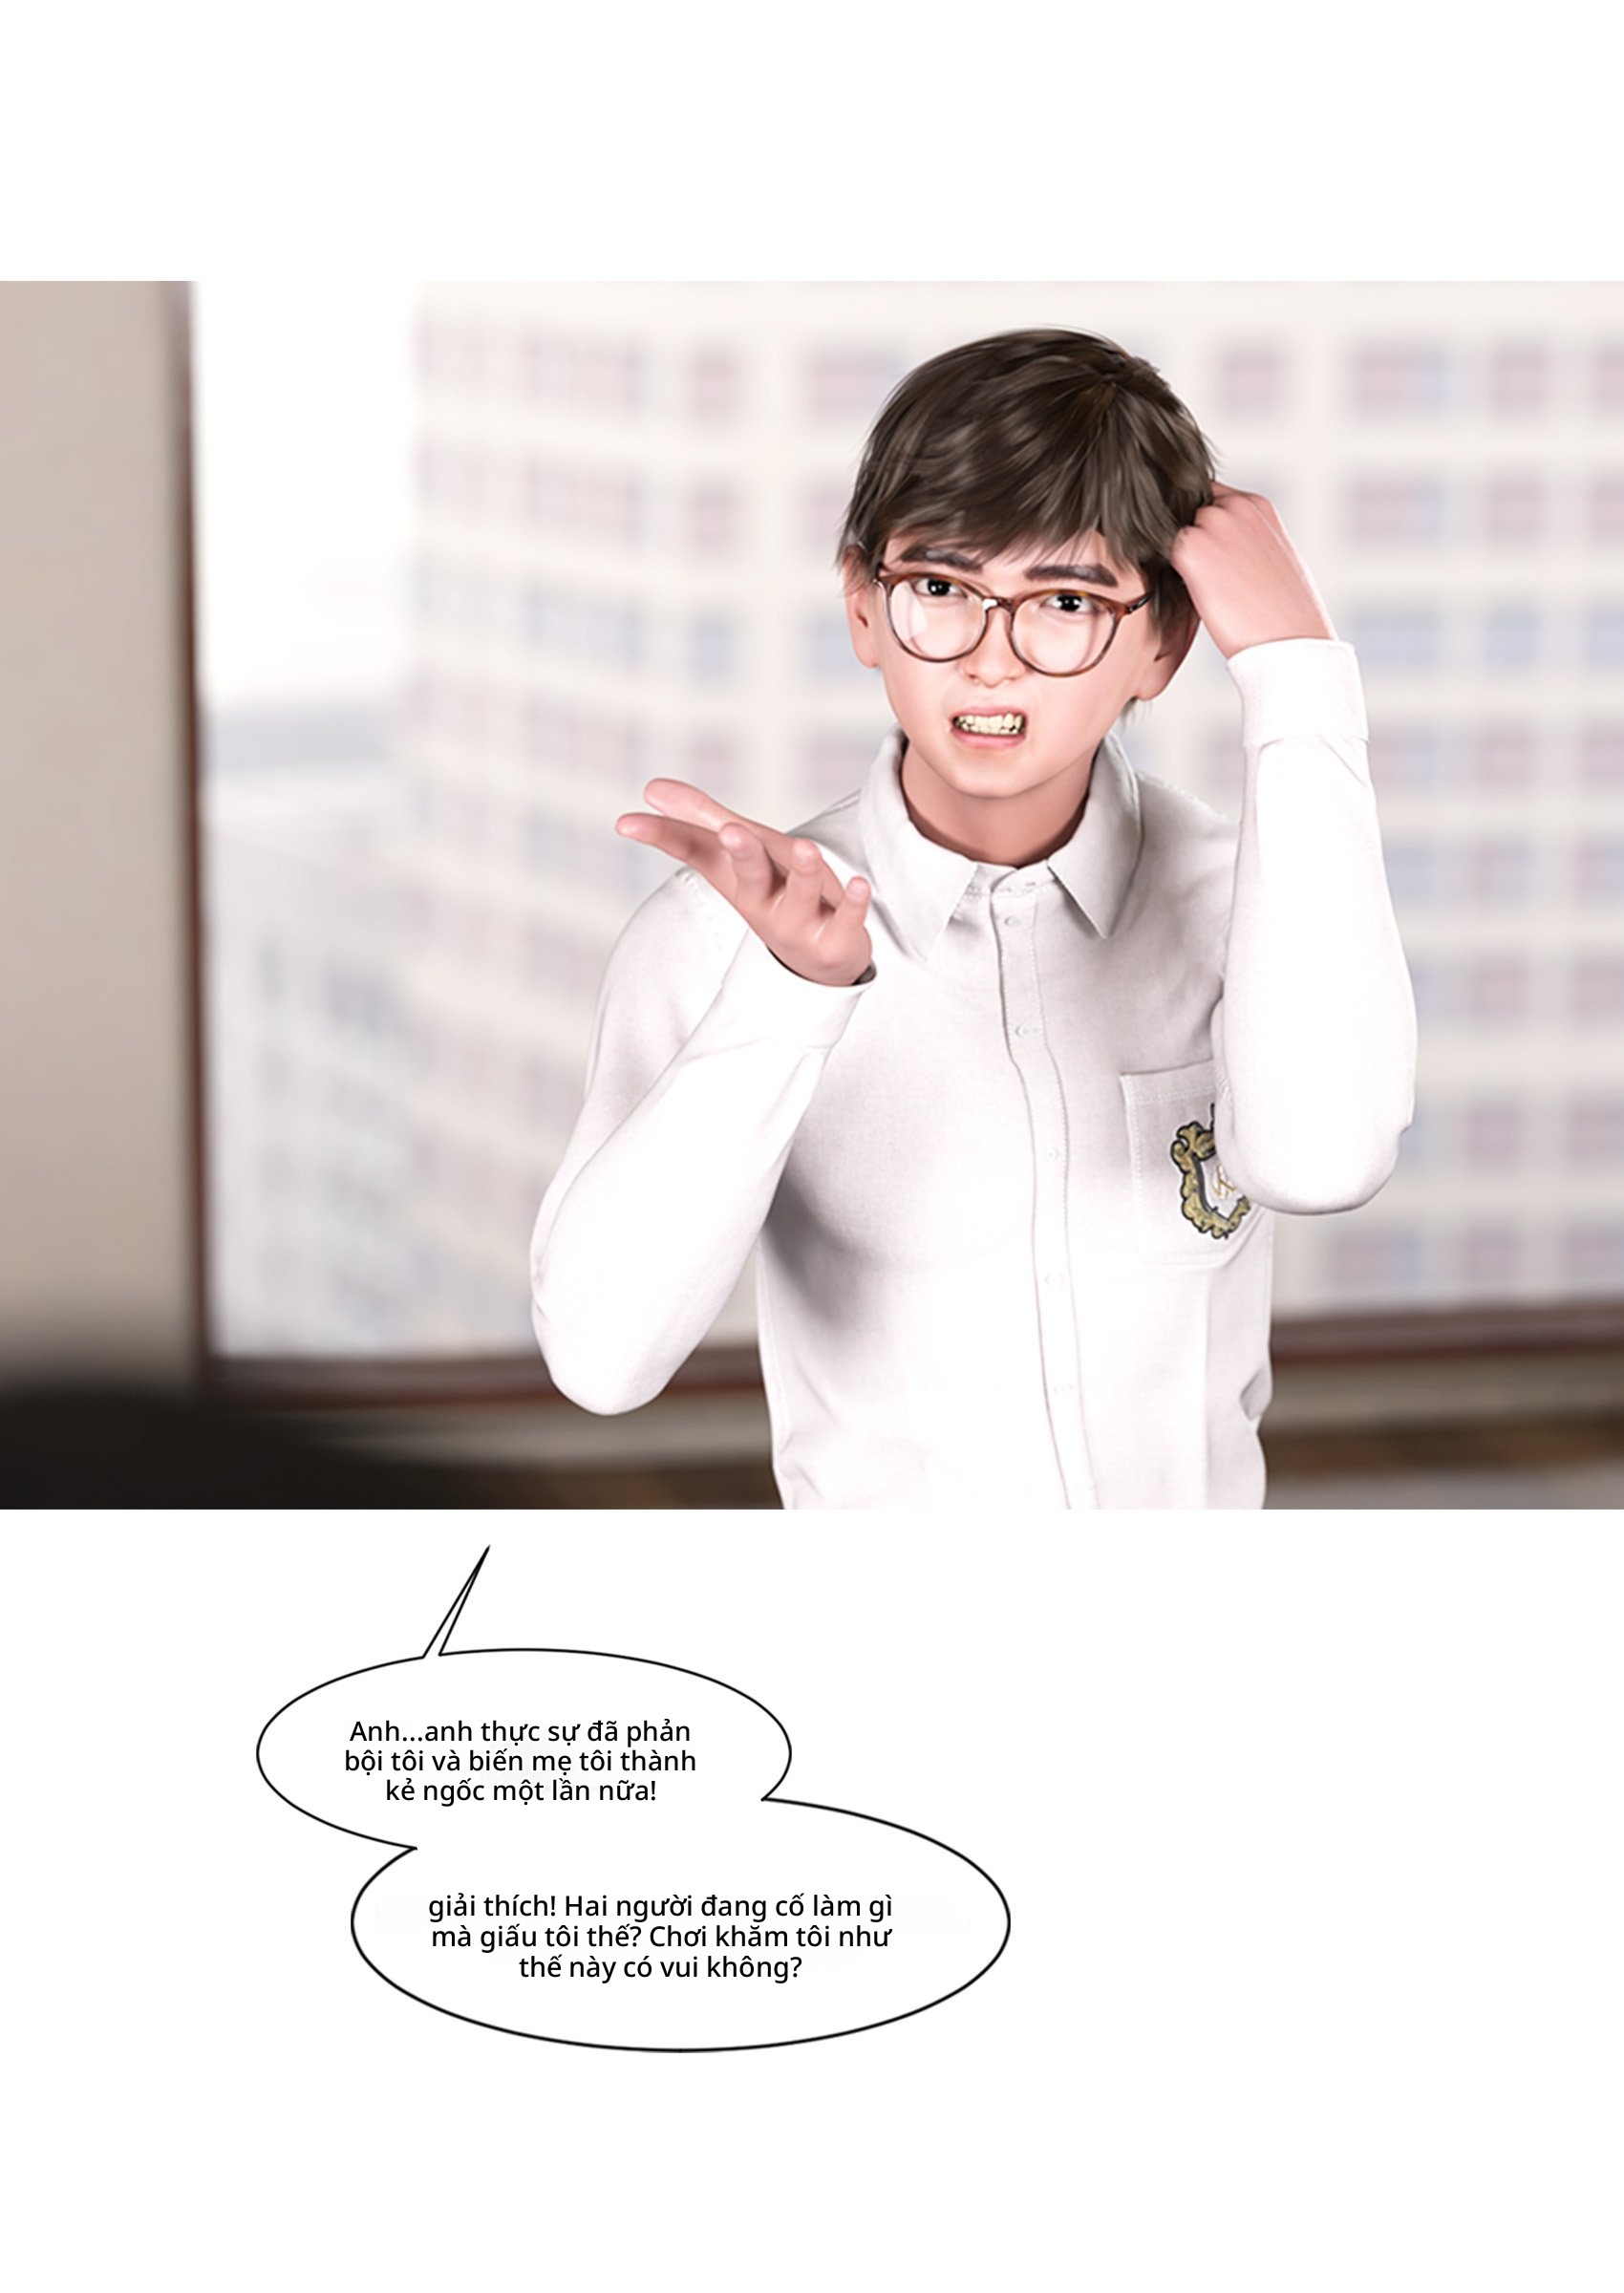 Anh...anh thực sự đã phản
bội tôi và biến mẹ tôi thành
kẻ ngốc một lần nữa!
giải thích! Hai người đang cố làm gì
mà giấu tôi thế? Chơi khăm tôi như
thế này có vui không?